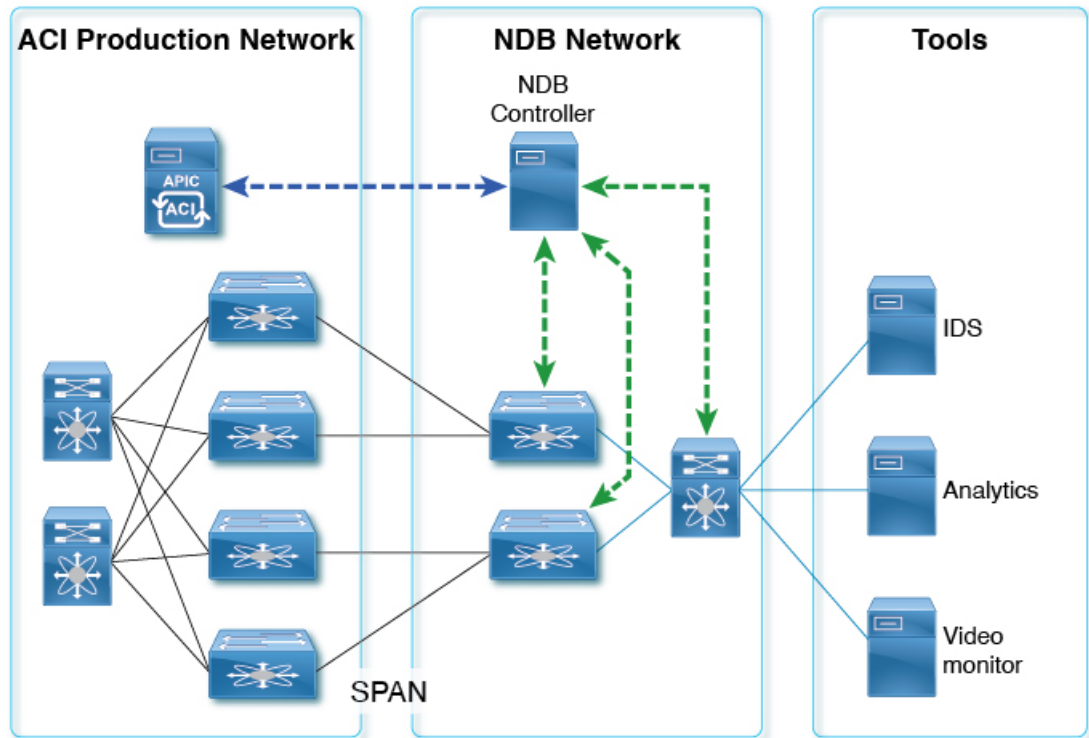 ACI Production Network
NDB Network
Tools
NDB
Controller
APIC
ACI
IDS
Analytics
Video
monitor
SPAN